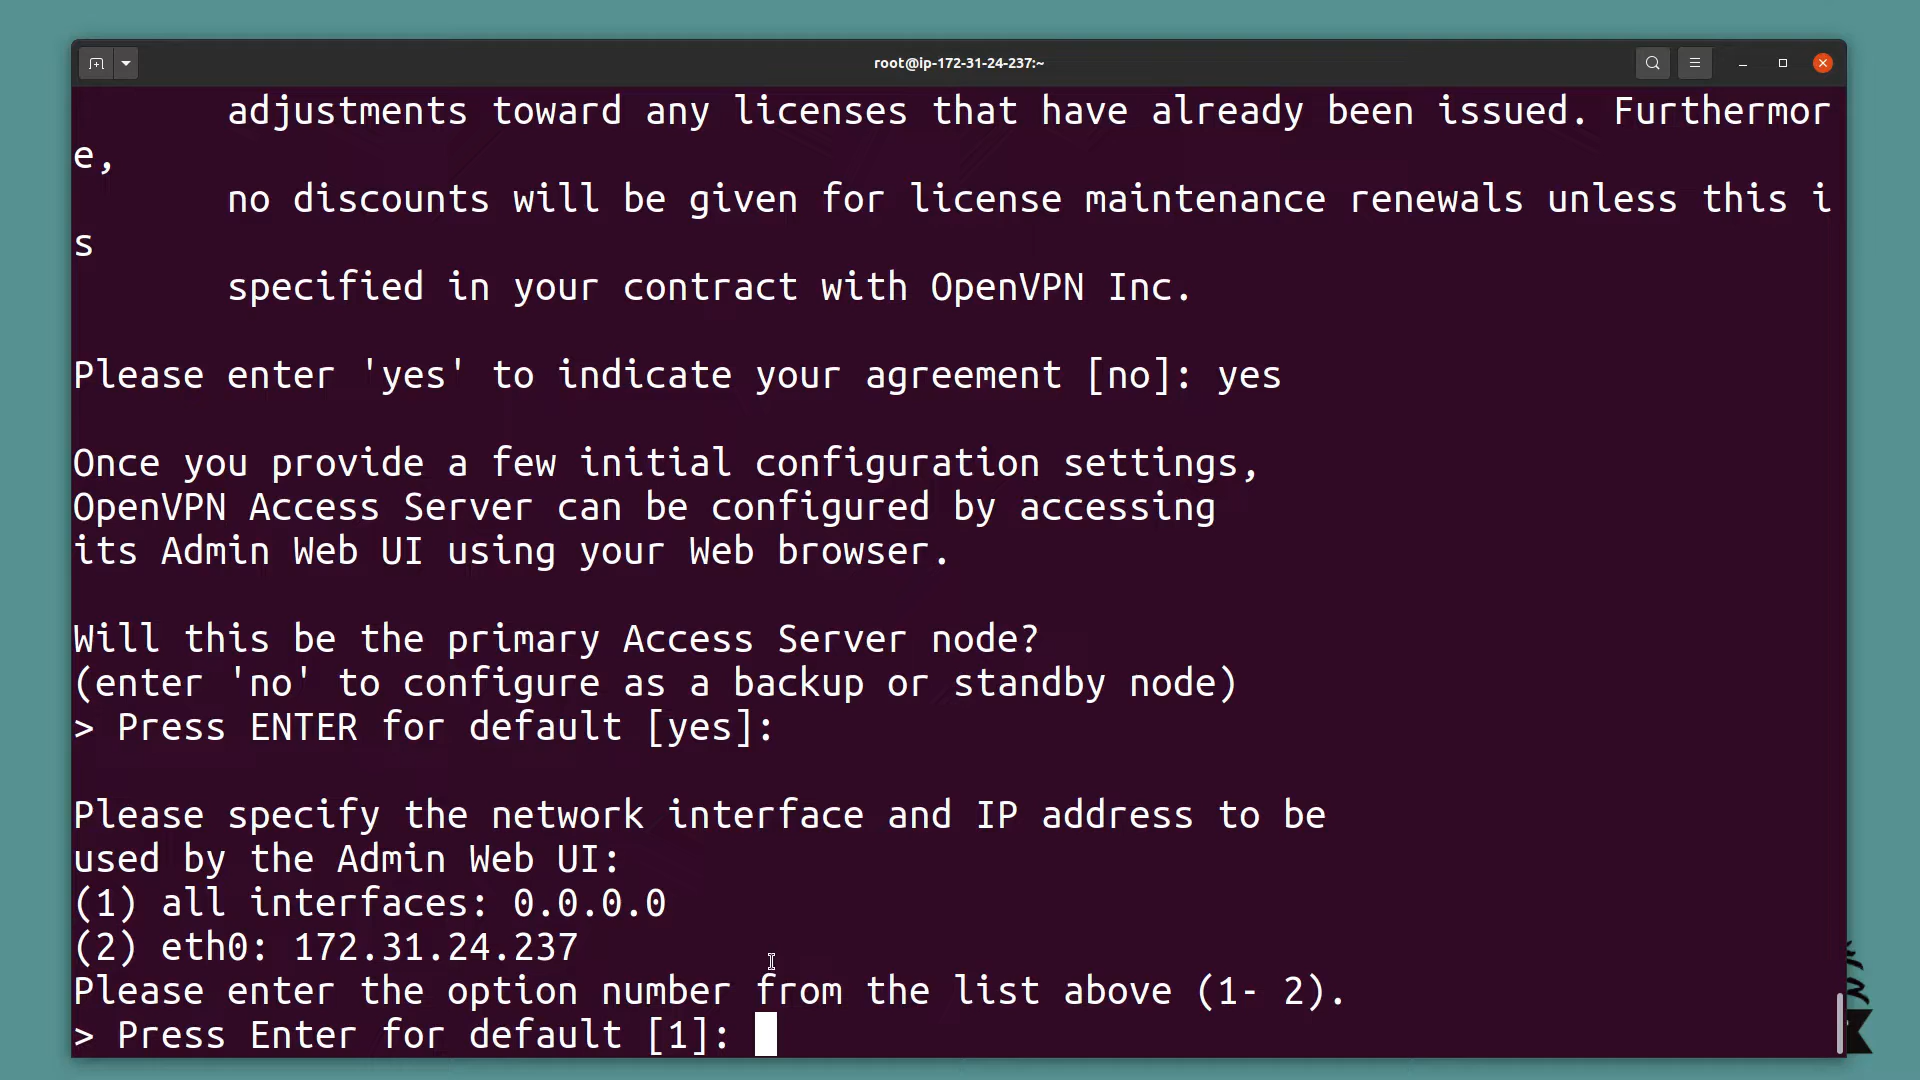 root@ip-172-31-24-237:~
adjustments toward any licenses that have already been issued. Furthermor
e,
no discounts will be given for license maintenance renewals unless this i
s
specified in your contract with OpenVPN Inc.
Please enter 'yes' to indicate your agreement [no]: yes
Once you provide a few initial configuration settings,
OpenVPN Access Server can be configured by accessing
its Admin Web UI using your Web browser.
Will this be the primary Access Server node?
(enter 'no' to configure as a backup or standby node)
> Press ENTER for default [yes]:
Please specify the network interface and IP address to be
used by the Admin Web UI:
(1) all interfaces: 0.0.0.0
(2) eth0: 172.31.24.237
Please enter the option number from the list above (1- 2).
> Press Enter for default [1]: